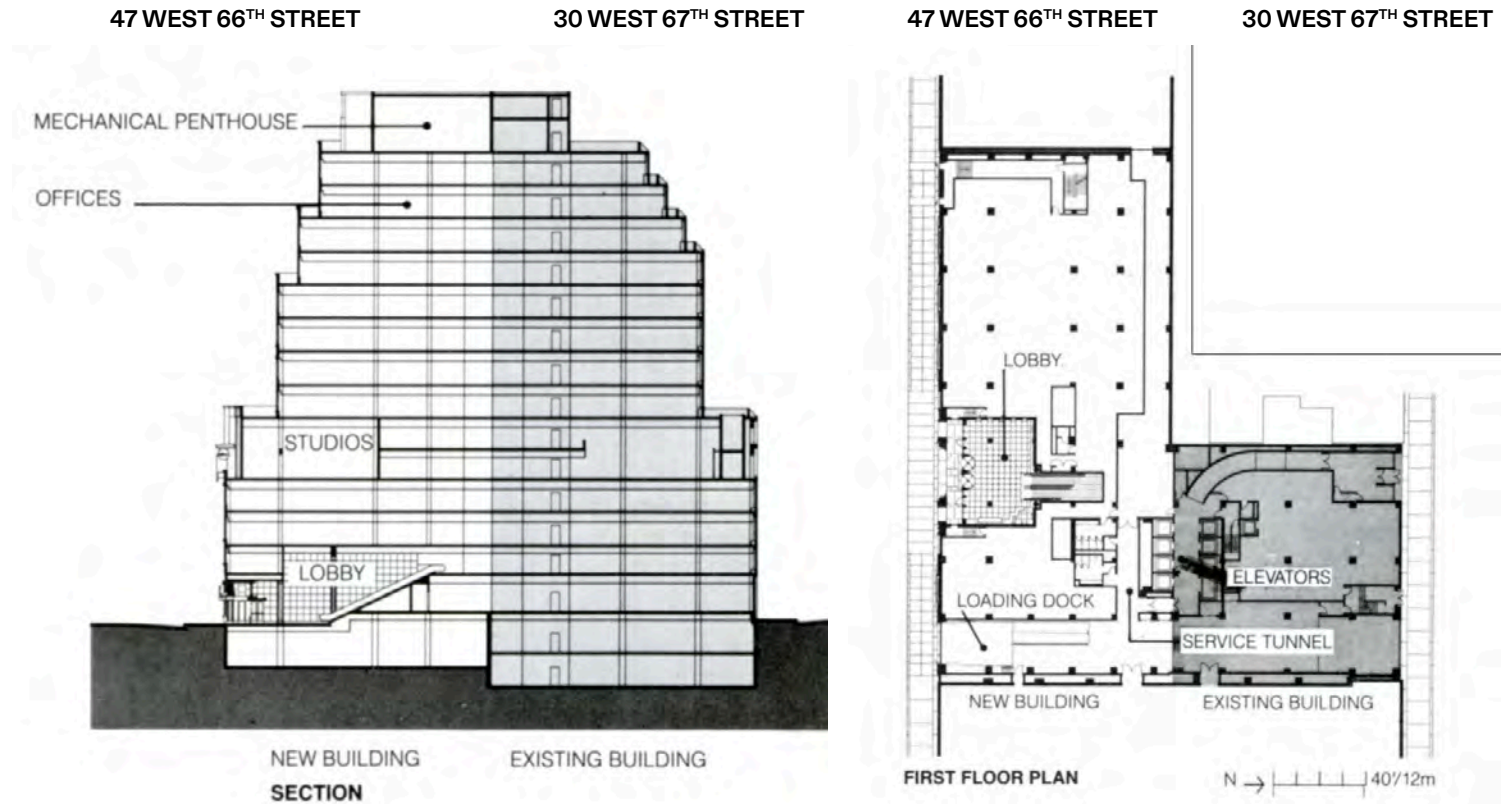 47 WEST 66TH STREET
30 WEST 67TH STREET
MECHANICAL PENTHOUSE
OFFICES
STUDIOS
LOBBY
NEW BUILDING
EXISTING BUILDING
SECTION
47 WEST 66TH STREET
30 WEST 67TH STREET
LOBBY
ELEVATORS
LOADING DOCK
SERVICE TUNNEL
NEW BUILDING
EXISTING BUILDING
FIRST FLOOR PLAN
N
40'/12m